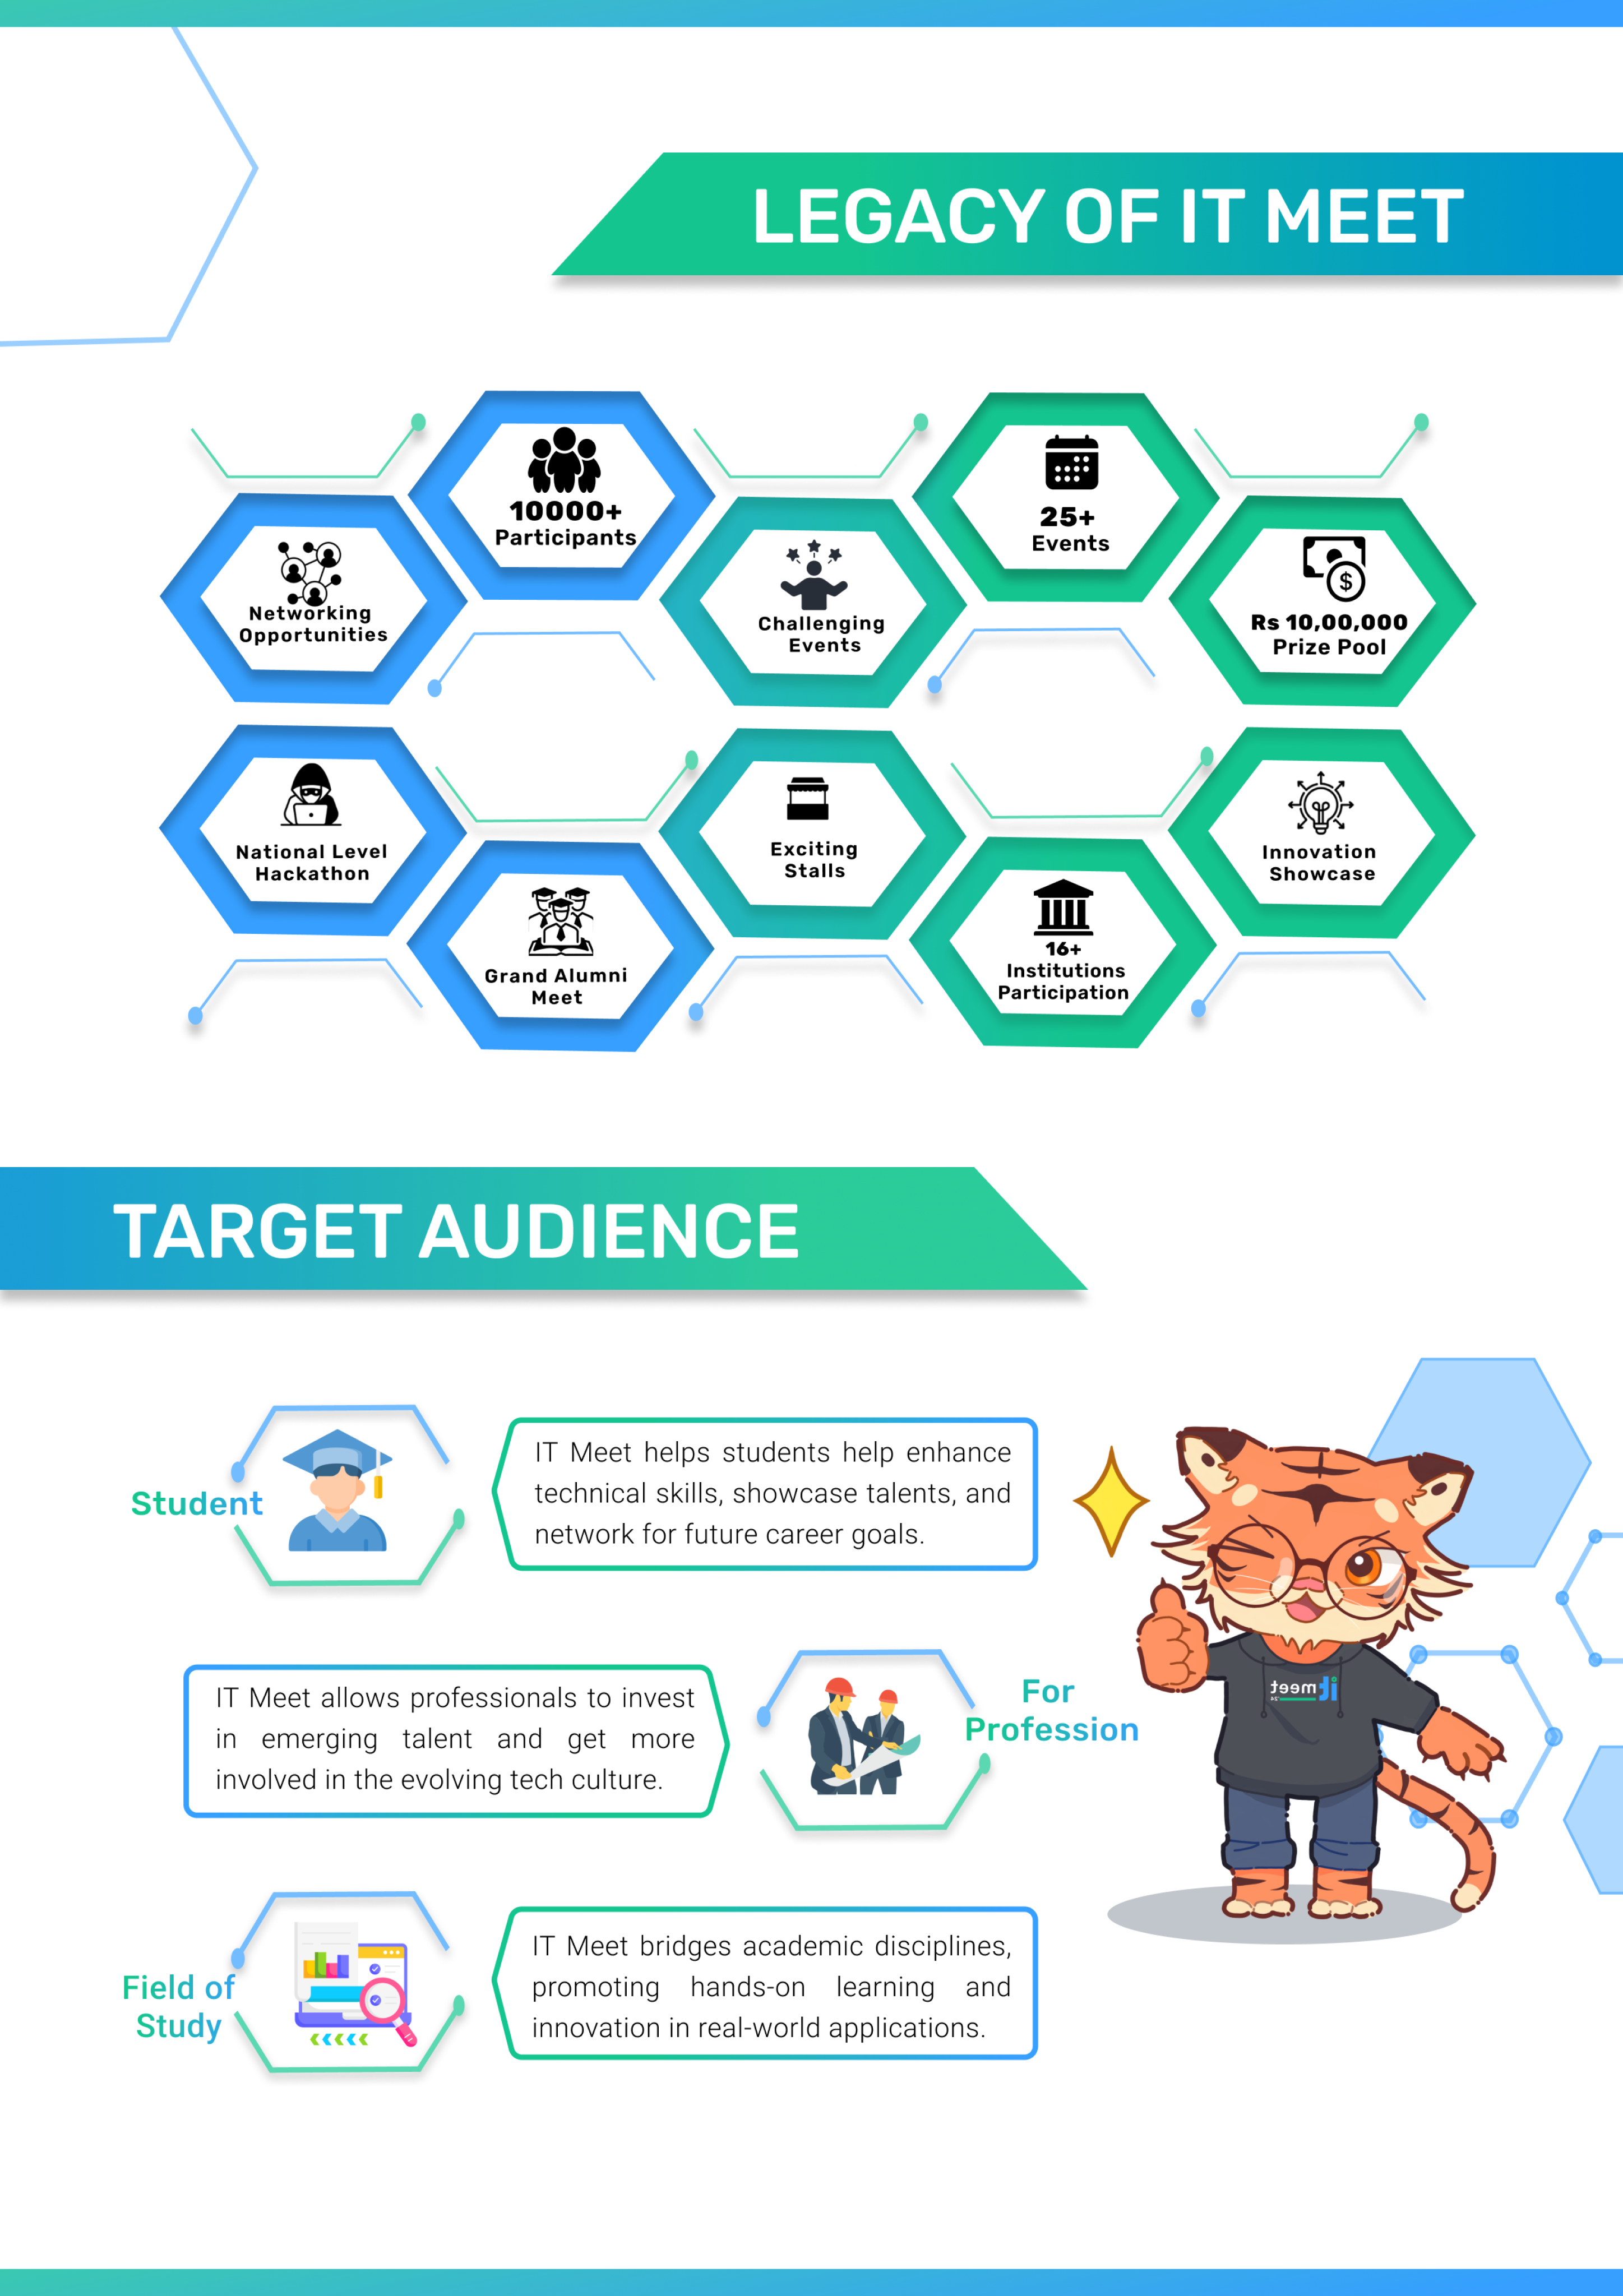 LEGACY OF IT MEET
10000+
Participants
25+
Events
Networking
Opportunities
Challenging
Events
Rs 10,00,000
Prize Pool
National Level
Hackathon
Exciting
Stalls
Innovation
Showcase
Grand Alumni
Meet
16+
Institutions
Participation
TARGET AUDIENCE
Student
IT Meet helps students help enhance
technical skills, showcase talents, and
network for future career goals.
IT Meet allows professionals to invest
in emerging talent and get more
involved in the evolving tech culture.
For
Profession
it meet
Field of
Study
IT Meet bridges academic disciplines,
promoting hands-on learning and
innovation in real-world applications.